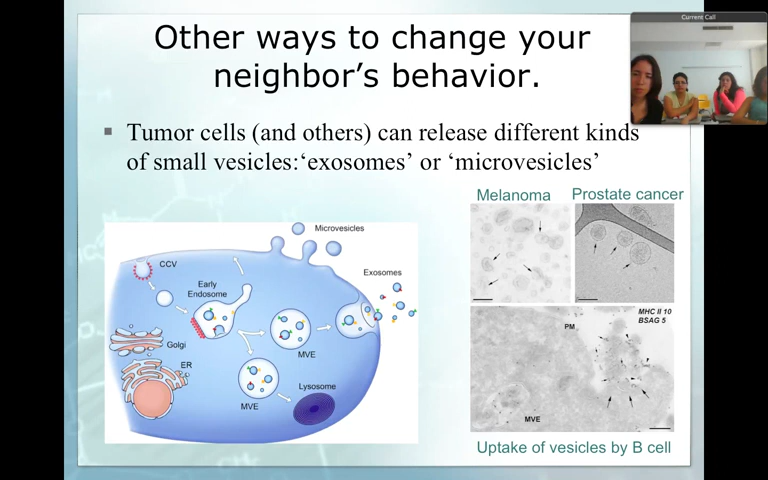 Current Call
Other ways to change your
neighbor's behavior.
Tumor cells (and others) can release different kinds
of small vesicles:‘exosomes’ or ‘microvesicles’
Melanoma
Prostate cancer
Microvesicles
CCV
Exosomes
Early
Endosome
Golgi
MVE
ER
Lysosome
MVE
MHC II 10
BSAG 5
PM
MVE
Uptake of vesicles by B cell